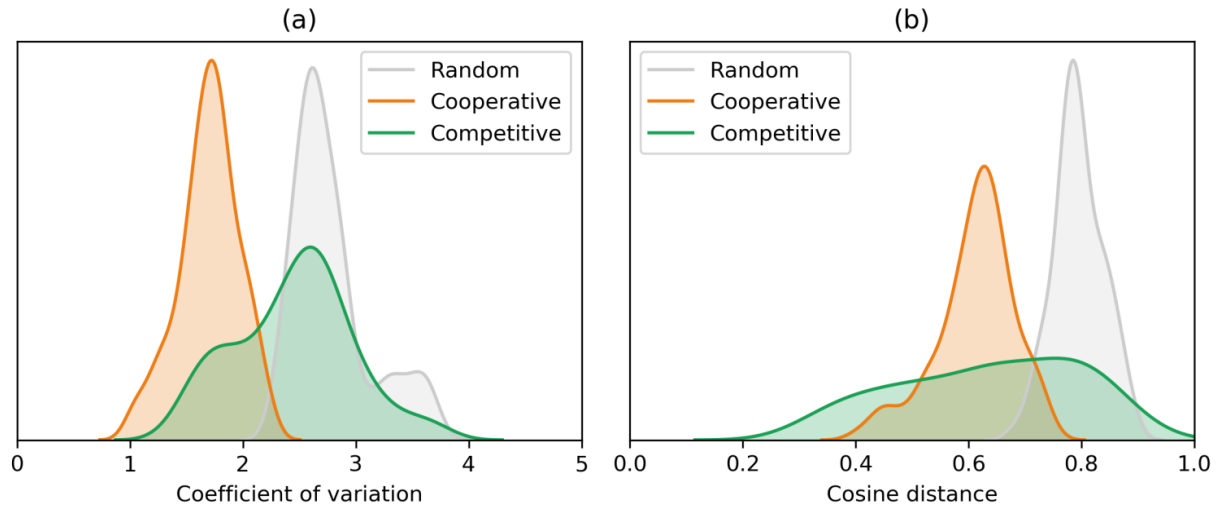 (a)
Random
Cooperative
Competitive
0 1 2 3 4 5
Coefficient of variation
(b)
Random
Cooperative
Competitive
0.0 0.2 0.4 0.6 0.8 1.0
Cosine distance